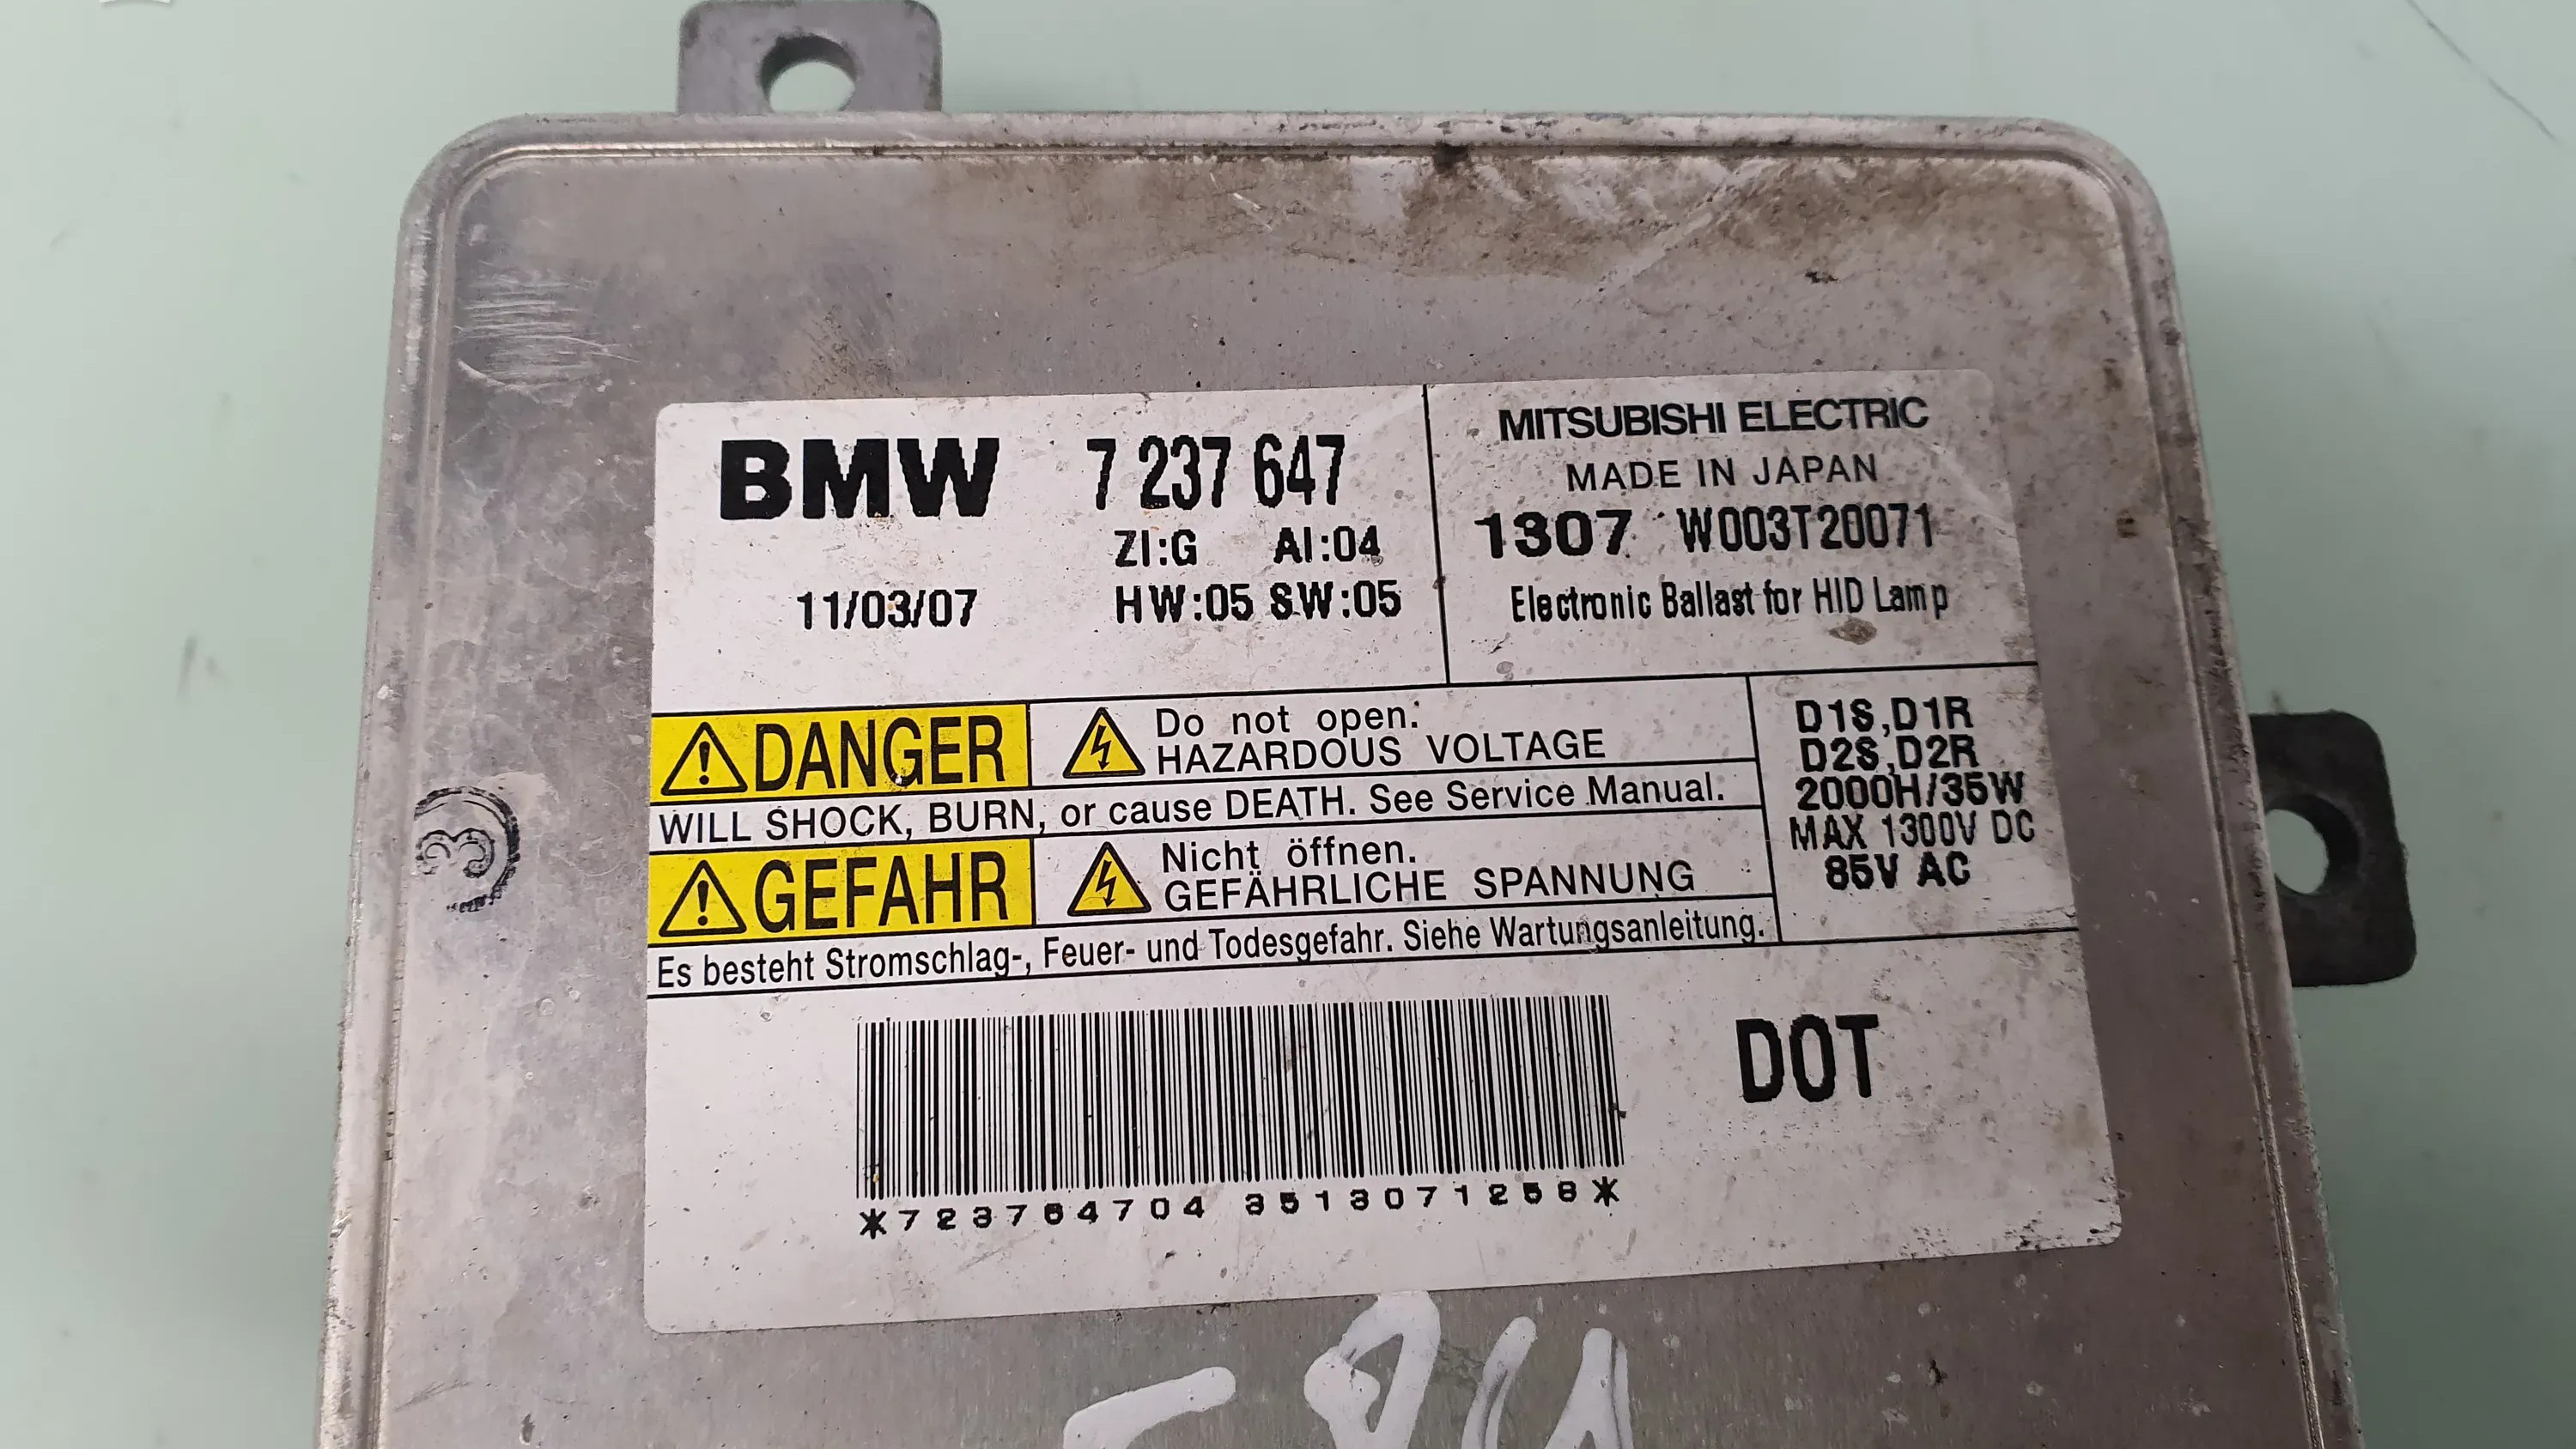 BMW 7 237 647
ZI:G AI:04
11/03/07 HW:05 SW:05
MITSUBISHI ELECTRIC
MADE IN JAPAN
1307 W003T20071
Electronic Ballast for HID Lamp
DANGER
Do not open.
HAZARDOUS VOLTAGE
WILL SHOCK, BURN, or cause DEATH. See Service Manual.
GEFAHR
Nicht öffnen.
GEFÄHRLICHE SPANNUNG
Es besteht Stromschlag-, Feuer- und Todesgefahr. Siehe Wartungsanleitung.
D1S,D1R
D2S,D2R
2000H/35W
MAX 1300V DC
85V AC
DOT
*723764704 3513071258*